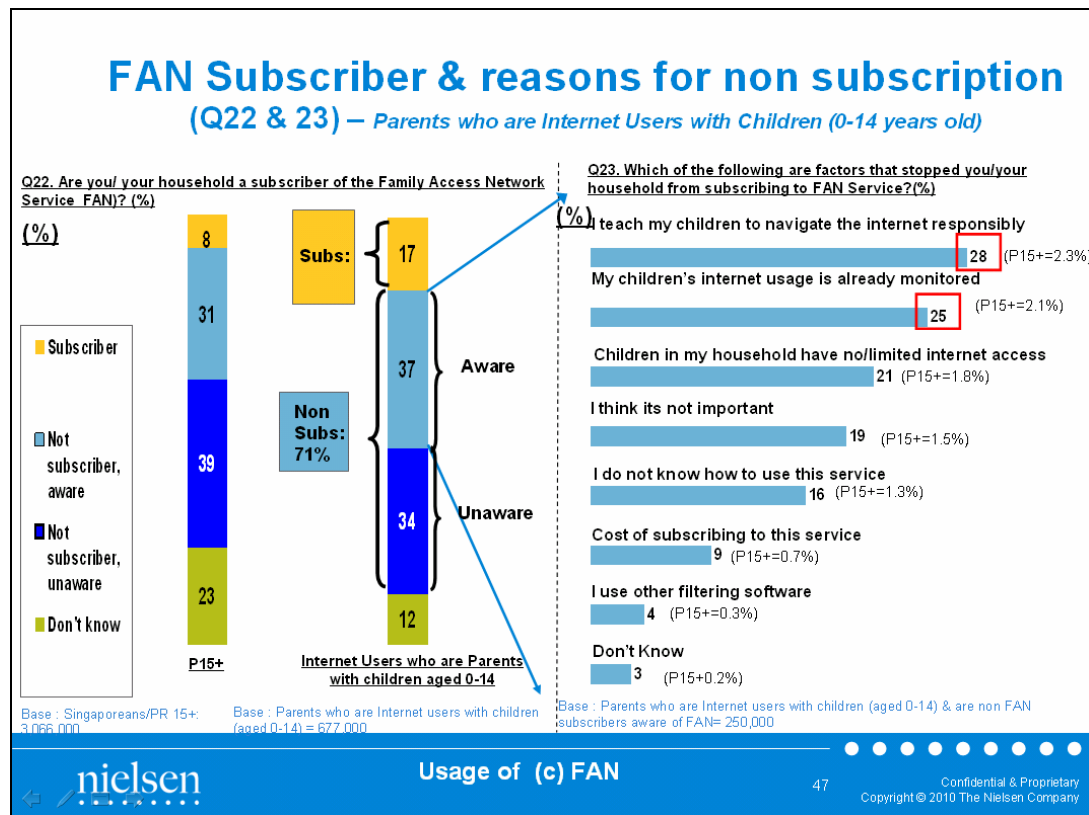 FAN Subscriber & reasons for non subscription
(Q22 & 23) – Parents who are Internet Users with Children (0-14 years old)
Q22. Are you/ your household a subscriber of the Family Access Network
Service FAN)? (%)
(%)
Subscriber
Not
subscriber,
aware
Not
subscriber,
unaware
Don't know
8
31
39
23
P15+
Subs:
Non
Subs:
71%
17
37
34
12
Aware
Unaware
Internet Users who are Parents
with children aged 0-14
Base : Singaporeans/PR 15+:
3,066,000
Base : Parents who are Internet users with children
(aged 0-14) = 677,000
Q23. Which of the following are factors that stopped you/your
household from subscribing to FAN Service?(%)
(%)
I teach my children to navigate the internet responsibly
28 (P15+=2.3%)
My children's internet usage is already monitored
25 (P15+=2.1%)
Children in my household have no/limited internet access
21 (P15+=1.8%)
I think its not important
19 (P15+=1.5%)
I do not know how to use this service
16 (P15+=1.3%)
Cost of subscribing to this service
9 (P15+=0.7%)
I use other filtering software
4 (P15+=0.3%)
Don't Know
3 (P15+0.2%)
Base : Parents who are Internet users with children (aged 0-14) & are non FAN
subscribers aware of FAN= 250,000
nielsen
Usage of (c) FAN
47
Confidential & Proprietary
Copyright © 2010 The Nielsen Company